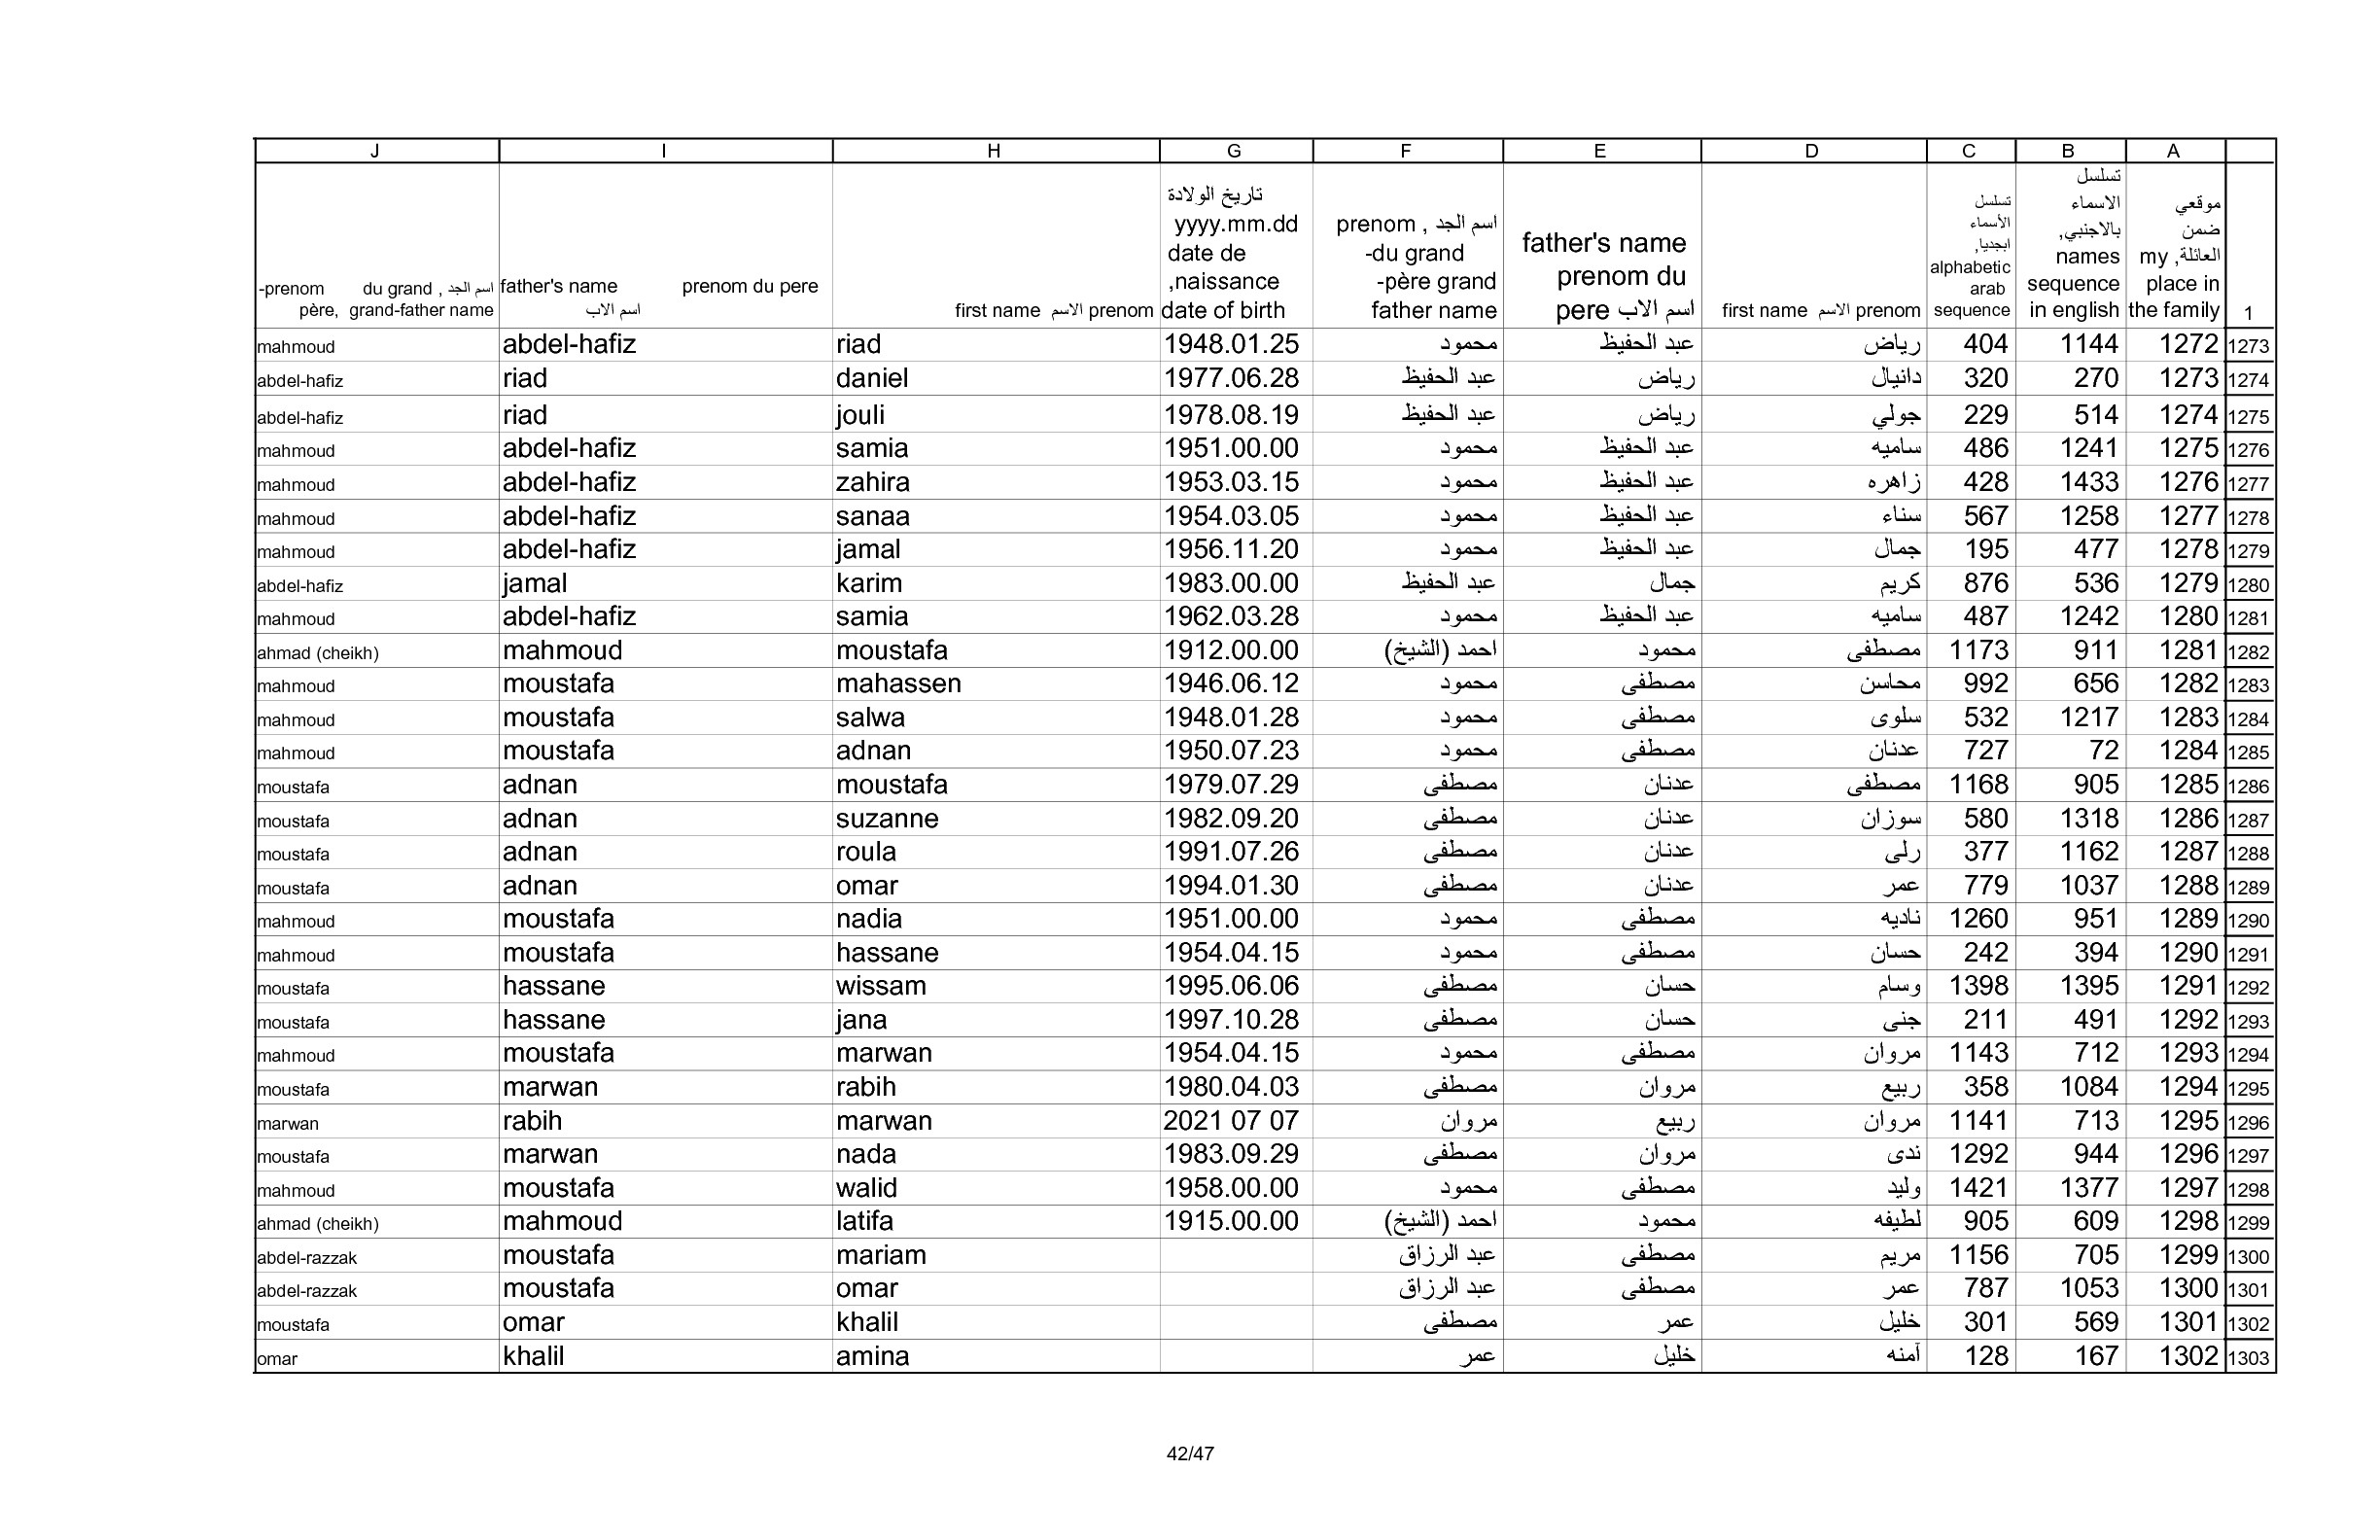 J I H G F E D C B A
-prenom du grand , اسم الجد père, grand-father name
father's name prenom du pere اسم الاب
first name الاسم prenom
تاريخ الولادة yyyy.mm.dd date de ,naissance date of birth
prenom , اسم الجد -du grand -père grand father name
father's name prenom du pere اسم الاب
first name الاسم prenom
تسلسل الأسماء ابجديا, alphabetic arab sequence
تسلسل الاسماء بالاجنبي, names sequence in english
موقعي ضمن العائلة, my place in the family
1
mahmoud abdel-hafiz riad 1948.01.25 محمود عبد الحفيظ رياض 404 1144 1272 1273
abdel-hafiz riad daniel 1977.06.28 عبد الحفيظ رياض دانيال 320 270 1273 1274
abdel-hafiz riad jouli 1978.08.19 عبد الحفيظ رياض جولي 229 514 1274 1275
mahmoud abdel-hafiz samia 1951.00.00 محمود عبد الحفيظ ساميه 486 1241 1275 1276
mahmoud abdel-hafiz zahira 1953.03.15 محمود عبد الحفيظ زاهره 428 1433 1276 1277
mahmoud abdel-hafiz sanaa 1954.03.05 محمود عبد الحفيظ سناء 567 1258 1277 1278
mahmoud abdel-hafiz jamal 1956.11.20 محمود عبد الحفيظ جمال 195 477 1278 1279
abdel-hafiz jamal karim 1983.00.00 عبد الحفيظ جمال كريم 876 536 1279 1280
mahmoud abdel-hafiz samia 1962.03.28 محمود عبد الحفيظ ساميه 487 1242 1280 1281
ahmad (cheikh) mahmoud moustafa 1912.00.00 احمد (الشيخ) محمود مصطفى 1173 911 1281 1282
mahmoud moustafa mahassen 1946.06.12 محمود مصطفى محاسن 992 656 1282 1283
mahmoud moustafa salwa 1948.01.28 محمود مصطفى سلوى 532 1217 1283 1284
mahmoud moustafa adnan 1950.07.23 محمود مصطفى عدنان 727 72 1284 1285
moustafa adnan moustafa 1979.07.29 مصطفى عدنان مصطفى 1168 905 1285 1286
moustafa adnan suzanne 1982.09.20 مصطفى عدنان سوزان 580 1318 1286 1287
moustafa adnan roula 1991.07.26 مصطفى عدنان رلى 377 1162 1287 1288
moustafa adnan omar 1994.01.30 مصطفى عدنان عمر 779 1037 1288 1289
mahmoud moustafa nadia 1951.00.00 محمود مصطفى ناديه 1260 951 1289 1290
mahmoud moustafa hassane 1954.04.15 محمود مصطفى حسان 242 394 1290 1291
moustafa hassane wissam 1995.06.06 مصطفى حسان وسام 1398 1395 1291 1292
moustafa hassane jana 1997.10.28 مصطفى حسان جنى 211 491 1292 1293
mahmoud moustafa marwan 1954.04.15 محمود مصطفى مروان 1143 712 1293 1294
moustafa marwan rabih 1980.04.03 مصطفى مروان ربيع 358 1084 1294 1295
marwan rabih marwan 2021 07 07 مروان ربيع مروان 1141 713 1295 1296
moustafa marwan nada 1983.09.29 مصطفى مروان ندى 1292 944 1296 1297
mahmoud moustafa walid 1958.00.00 محمود مصطفى وليد 1421 1377 1297 1298
ahmad (cheikh) mahmoud latifa 1915.00.00 احمد (الشيخ) محمود لطيفه 905 609 1298 1299
abdel-razzak moustafa mariam عبد الرزاق مصطفى مريم 1156 705 1299 1300
abdel-razzak moustafa omar عبد الرزاق مصطفى عمر 787 1053 1300 1301
moustafa omar khalil مصطفى عمر خليل 301 569 1301 1302
omar khalil amina عمر خليل آمنه 128 167 1302 1303
42/47